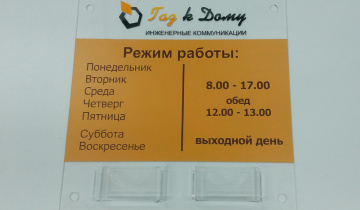 Газ к Дому
ИНЖЕНЕРНЫЕ КОММУНИКАЦИИ
Режим работы:
Понедельник
Вторник
Среда
Четверг
Пятница
8.00 - 17.00
обед
12.00 - 13.00
Суббота
Воскресенье
выходной день